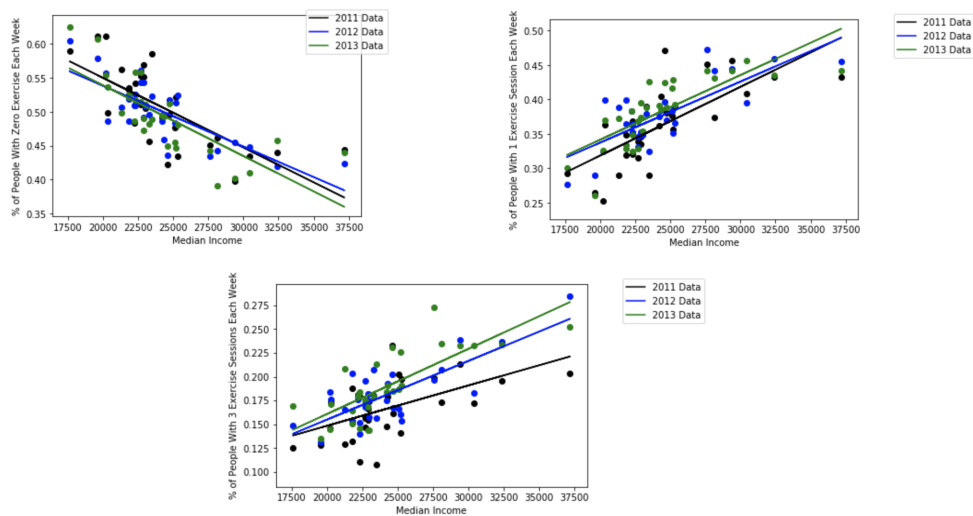 % of People With Zero Exercise Each Week
0.60
0.55
0.50
0.45
0.40
0.35
17500 20000 22500 25000 27500 30000 32500 35000 37500
Median Income
2011 Data
2012 Data
2013 Data
% of People With 1 Exercise Session Each Week
0.50
0.45
0.40
0.35
0.30
0.25
17500 20000 22500 25000 27500 30000 32500 35000 37500
Median Income
2011 Data
2012 Data
2013 Data
% of People With 3 Exercise Sessions Each Week
0.275
0.250
0.225
0.200
0.175
0.150
0.125
0.100
17500 20000 22500 25000 27500 30000 32500 35000 37500
Median Income
2011 Data
2012 Data
2013 Data